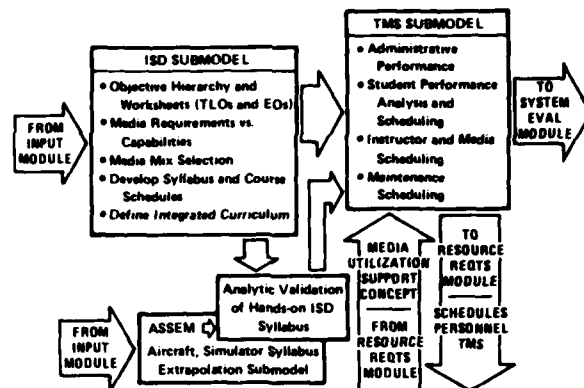 ISD SUBMODEL
• Objective Hierarchy and
Worksheets (TLOs and EOs)
• Media Requirements vs.
Capabilities
• Media Mix Selection
• Develop Syllabus and Course
Schedules
• Define Integrated Curriculum
FROM
INPUT
MODULE
TMS SUBMODEL
• Administrative
Performance
• Student Performance
Analysis and
Scheduling
• Instructor and Media
Scheduling
• Maintenance
Scheduling
TO
SYSTEM
EVAL
MODULE
Analytic Validation
of Hands-on ISD
Syllabus
FROM
INPUT
MODULE
ASSEM
Aircraft, Simulator Syllabus
Extrapolation Submodel
MEDIA
UTILIZATION
SUPPORT
CONCEPT
FROM
RESOURCE
REQTS
MODULE
TO
RESOURCE
REQTS
MODULE
SCHEDULES
PERSONNEL
TMS